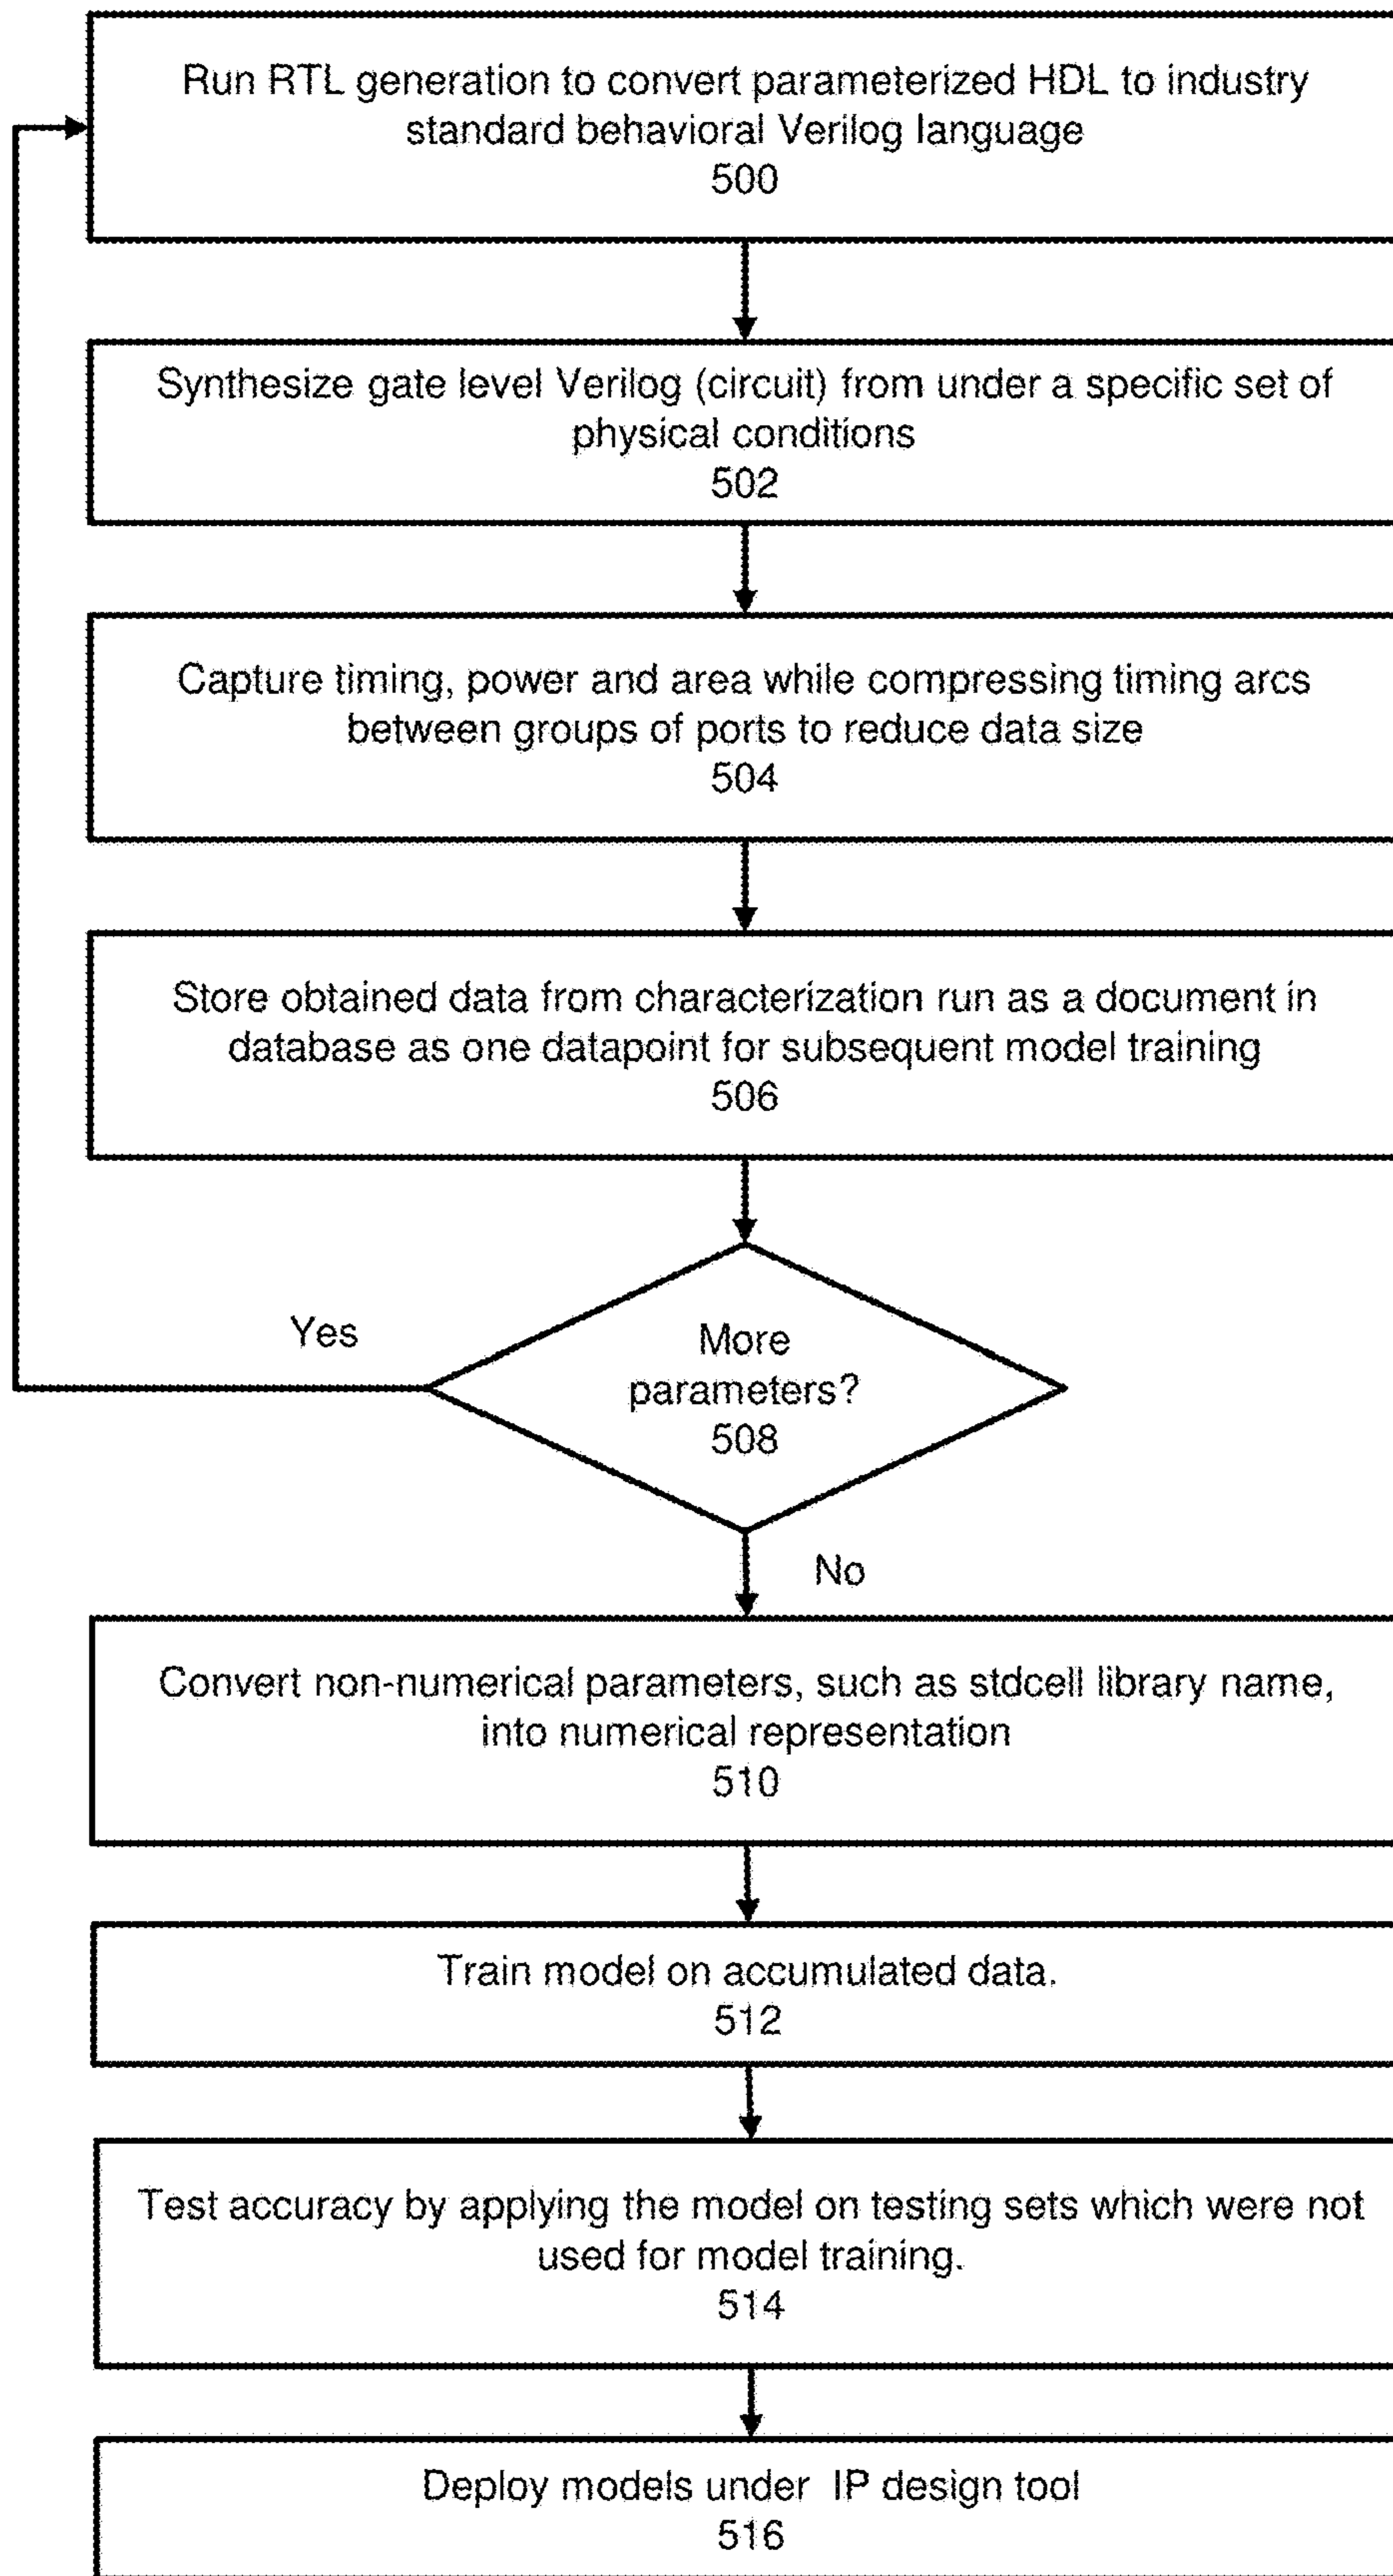 Run RTL generation to convert parameterized HDL to industry
standard behavioral Verilog language
500
Synthesize gate level Verilog (circuit) from under a specific set of
physical conditions
502
Capture timing, power and area while compressing timing arcs
between groups of ports to reduce data size
504
Store obtained data from characterization run as a document in
database as one datapoint for subsequent model training
506
Yes
More
parameters?
508
No
Convert non-numerical parameters, such as stdcell library name,
into numerical representation
510
Train model on accumulated data.
512
Test accuracy by applying the model on testing sets which were not
used for model training.
514
Deploy models under IP design tool
516